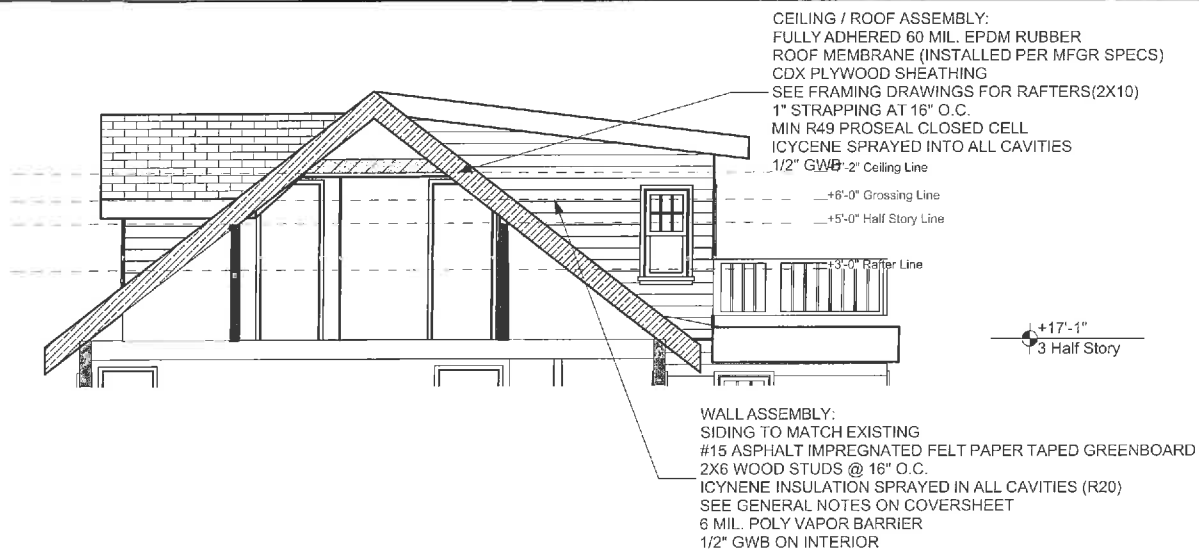 CEILING / ROOF ASSEMBLY:
FULLY ADHERED 60 MIL. EPDM RUBBER
ROOF MEMBRANE (INSTALLED PER MFGR SPECS)
CDX PLYWOOD SHEATHING
SEE FRAMING DRAWINGS FOR RAFTERS(2X10)
1" STRAPPING AT 16" O.C.
MIN R49 PROSEAL CLOSED CELL
ICYCENE SPRAYED INTO ALL CAVITIES
1/2" GWB
-2" Ceiling Line
+6'-0" Grossing Line
+5'-0" Half Story Line
+3'-0" Rafter Line
+17'-1"
3 Half Story
WALL ASSEMBLY:
SIDING TO MATCH EXISTING
#15 ASPHALT IMPREGNATED FELT PAPER TAPED GREENBOARD
2X6 WOOD STUDS @ 16" O.C.
ICYNENE INSULATION SPRAYED IN ALL CAVITIES (R20)
SEE GENERAL NOTES ON COVERSHEET
6 MIL. POLY VAPOR BARRIER
1/2" GWB ON INTERIOR